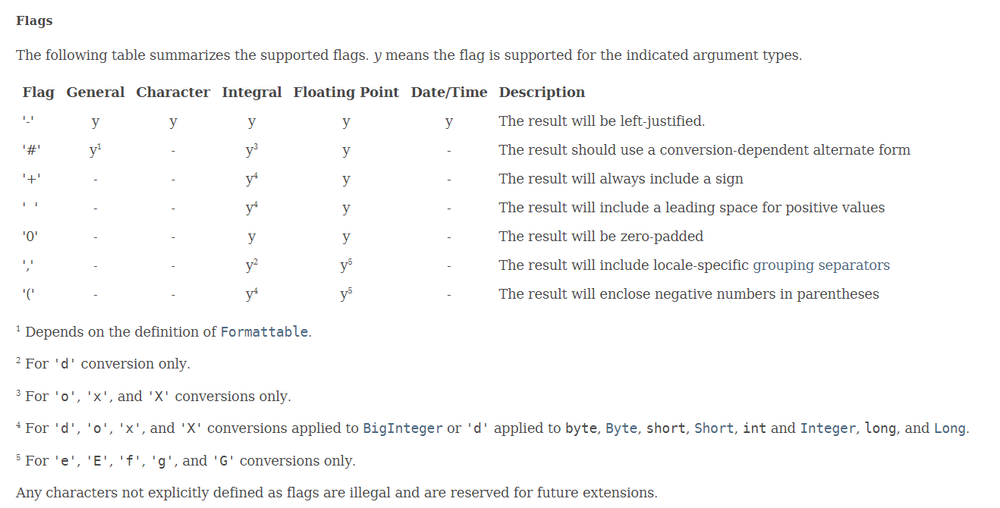 Flags
The following table summarizes the supported flags. y means the flag is supported for the indicated argument types.
Flag General Character Integral Floating Point Date/Time Description
'-' y y y y y The result will be left-justified.
'#' y¹ - y³ y - The result should use a conversion-dependent alternate form
'+' - - y⁴ y - The result will always include a sign
' ' - - y⁴ y - The result will include a leading space for positive values
'0' - - y y - The result will be zero-padded
',' - - y² y⁵ - The result will include locale-specific grouping separators
'(' - - y⁴ y⁵ - The result will enclose negative numbers in parentheses
¹ Depends on the definition of Formattable.
² For 'd' conversion only.
³ For 'o', 'x', and 'X' conversions only.
⁴ For 'd', 'o', 'x', and 'X' conversions applied to BigInteger or 'd' applied to byte, Byte, short, Short, int and Integer, long, and Long.
⁵ For 'e', 'E', 'f', 'g', and 'G' conversions only.
Any characters not explicitly defined as flags are illegal and are reserved for future extensions.